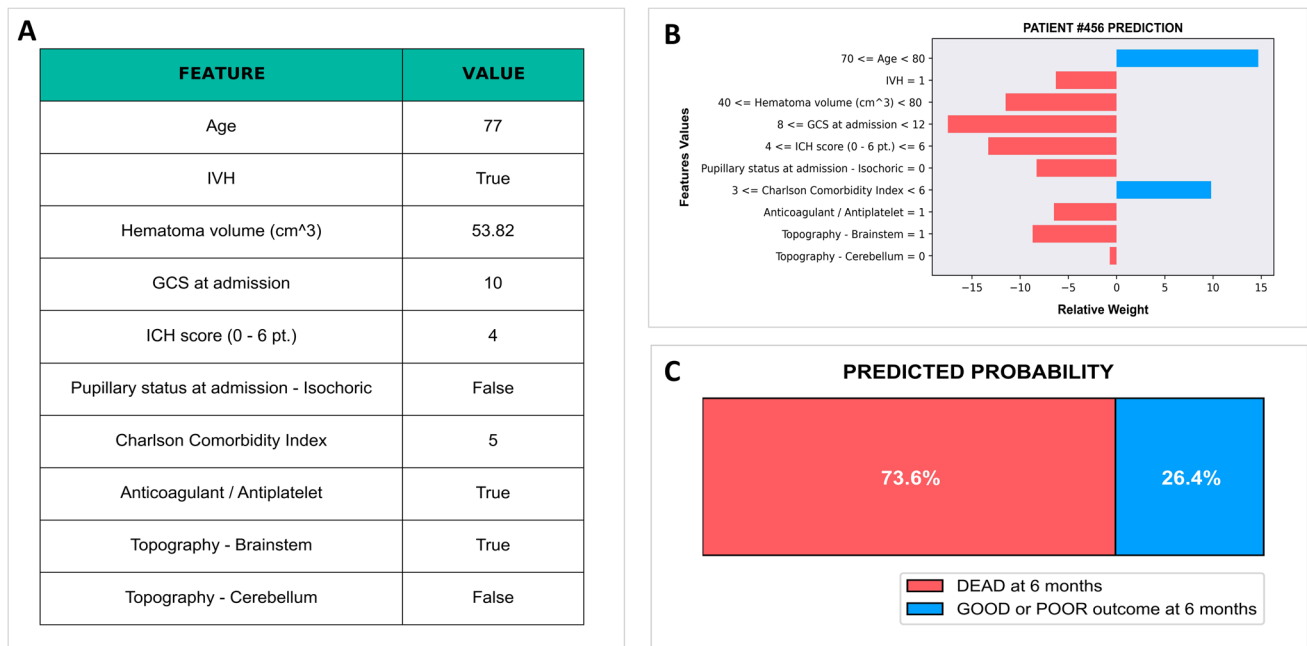 A
FEATURE VALUE
Age 77
IVH True
Hematoma volume (cm^3) 53.82
GCS at admission 10
ICH score (0 - 6 pt.) 4
Pupillary status at admission - Isochoric False
Charlson Comorbidity Index 5
Anticoagulant / Antiplatelet True
Topography - Brainstem True
Topography - Cerebellum False
B
PATIENT #456 PREDICTION
Features Values
70 <= Age < 80
IVH = 1
40 <= Hematoma volume (cm^3) < 80
8 <= GCS at admission < 12
4 <= ICH score (0 - 6 pt.) <= 6
Pupillary status at admission - Isochoric = 0
3 <= Charlson Comorbidity Index < 6
Anticoagulant / Antiplatelet = 1
Topography - Brainstem = 1
Topography - Cerebellum = 0
−15 −10 −5 0 5 10 15
Relative Weight
C
PREDICTED PROBABILITY
73.6% 26.4%
DEAD at 6 months
GOOD or POOR outcome at 6 months